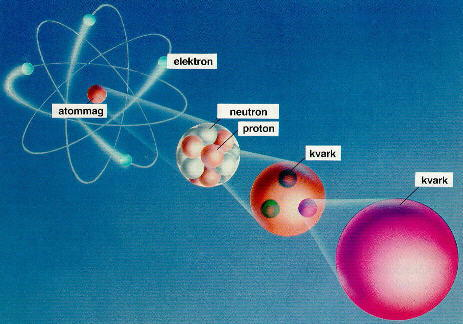 elektron
atommag
neutron
proton
kvark
kvark